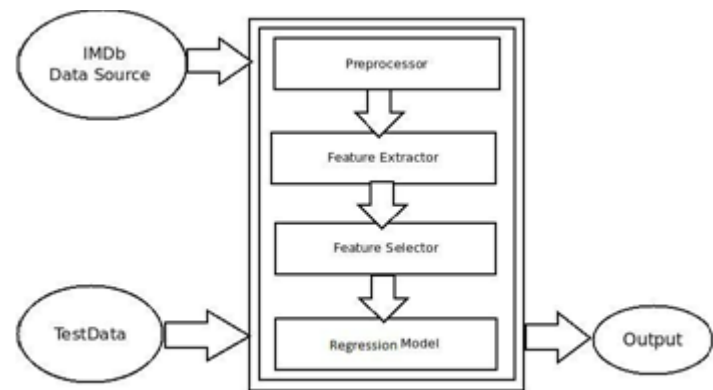 IMDb
Data Source
Preprocessor
Feature Extractor
Feature Selector
TestData
Regression Model
Output